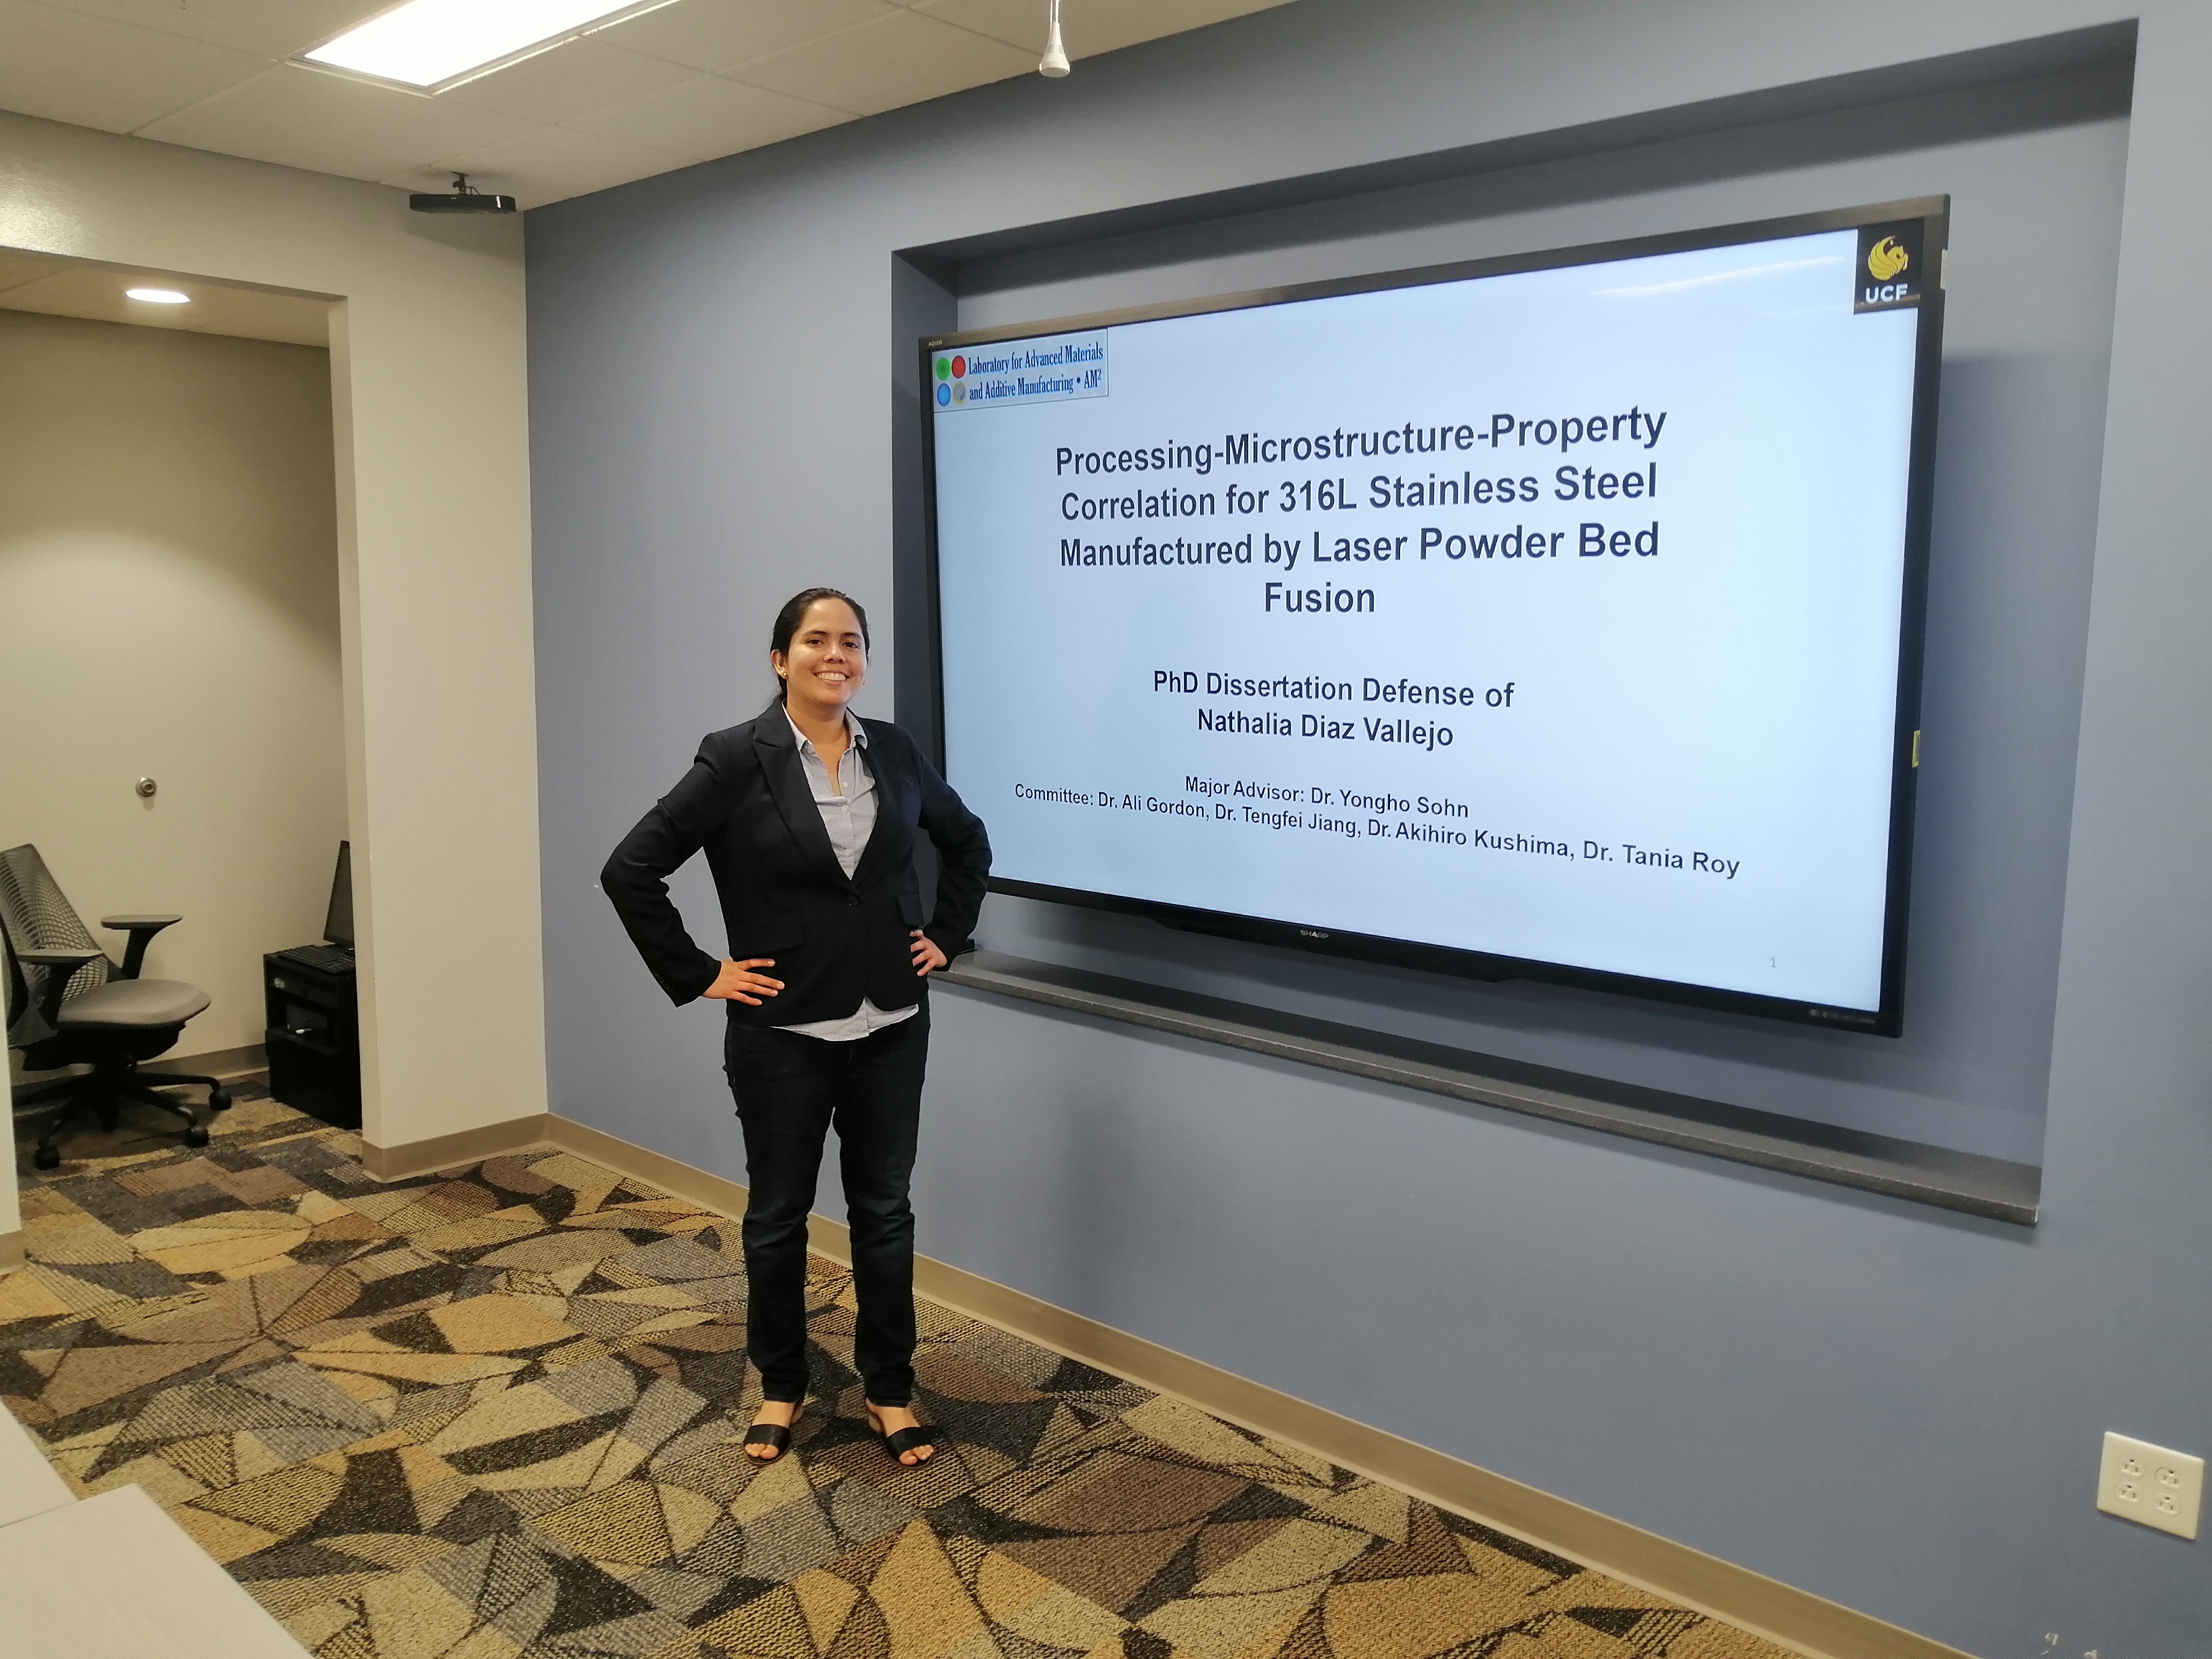 AQUOS
UCF
Laboratory for Advanced Materials
and Additive Manufacturing • AM²
Processing-Microstructure-Property
Correlation for 316L Stainless Steel
Manufactured by Laser Powder Bed
Fusion
PhD Dissertation Defense of
Nathalia Diaz Vallejo
Major Advisor: Dr. Yongho Sohn
Committee: Dr. Ali Gordon, Dr. Tengfei Jiang, Dr. Akihiro Kushima, Dr. Tania Roy
SHARP
1